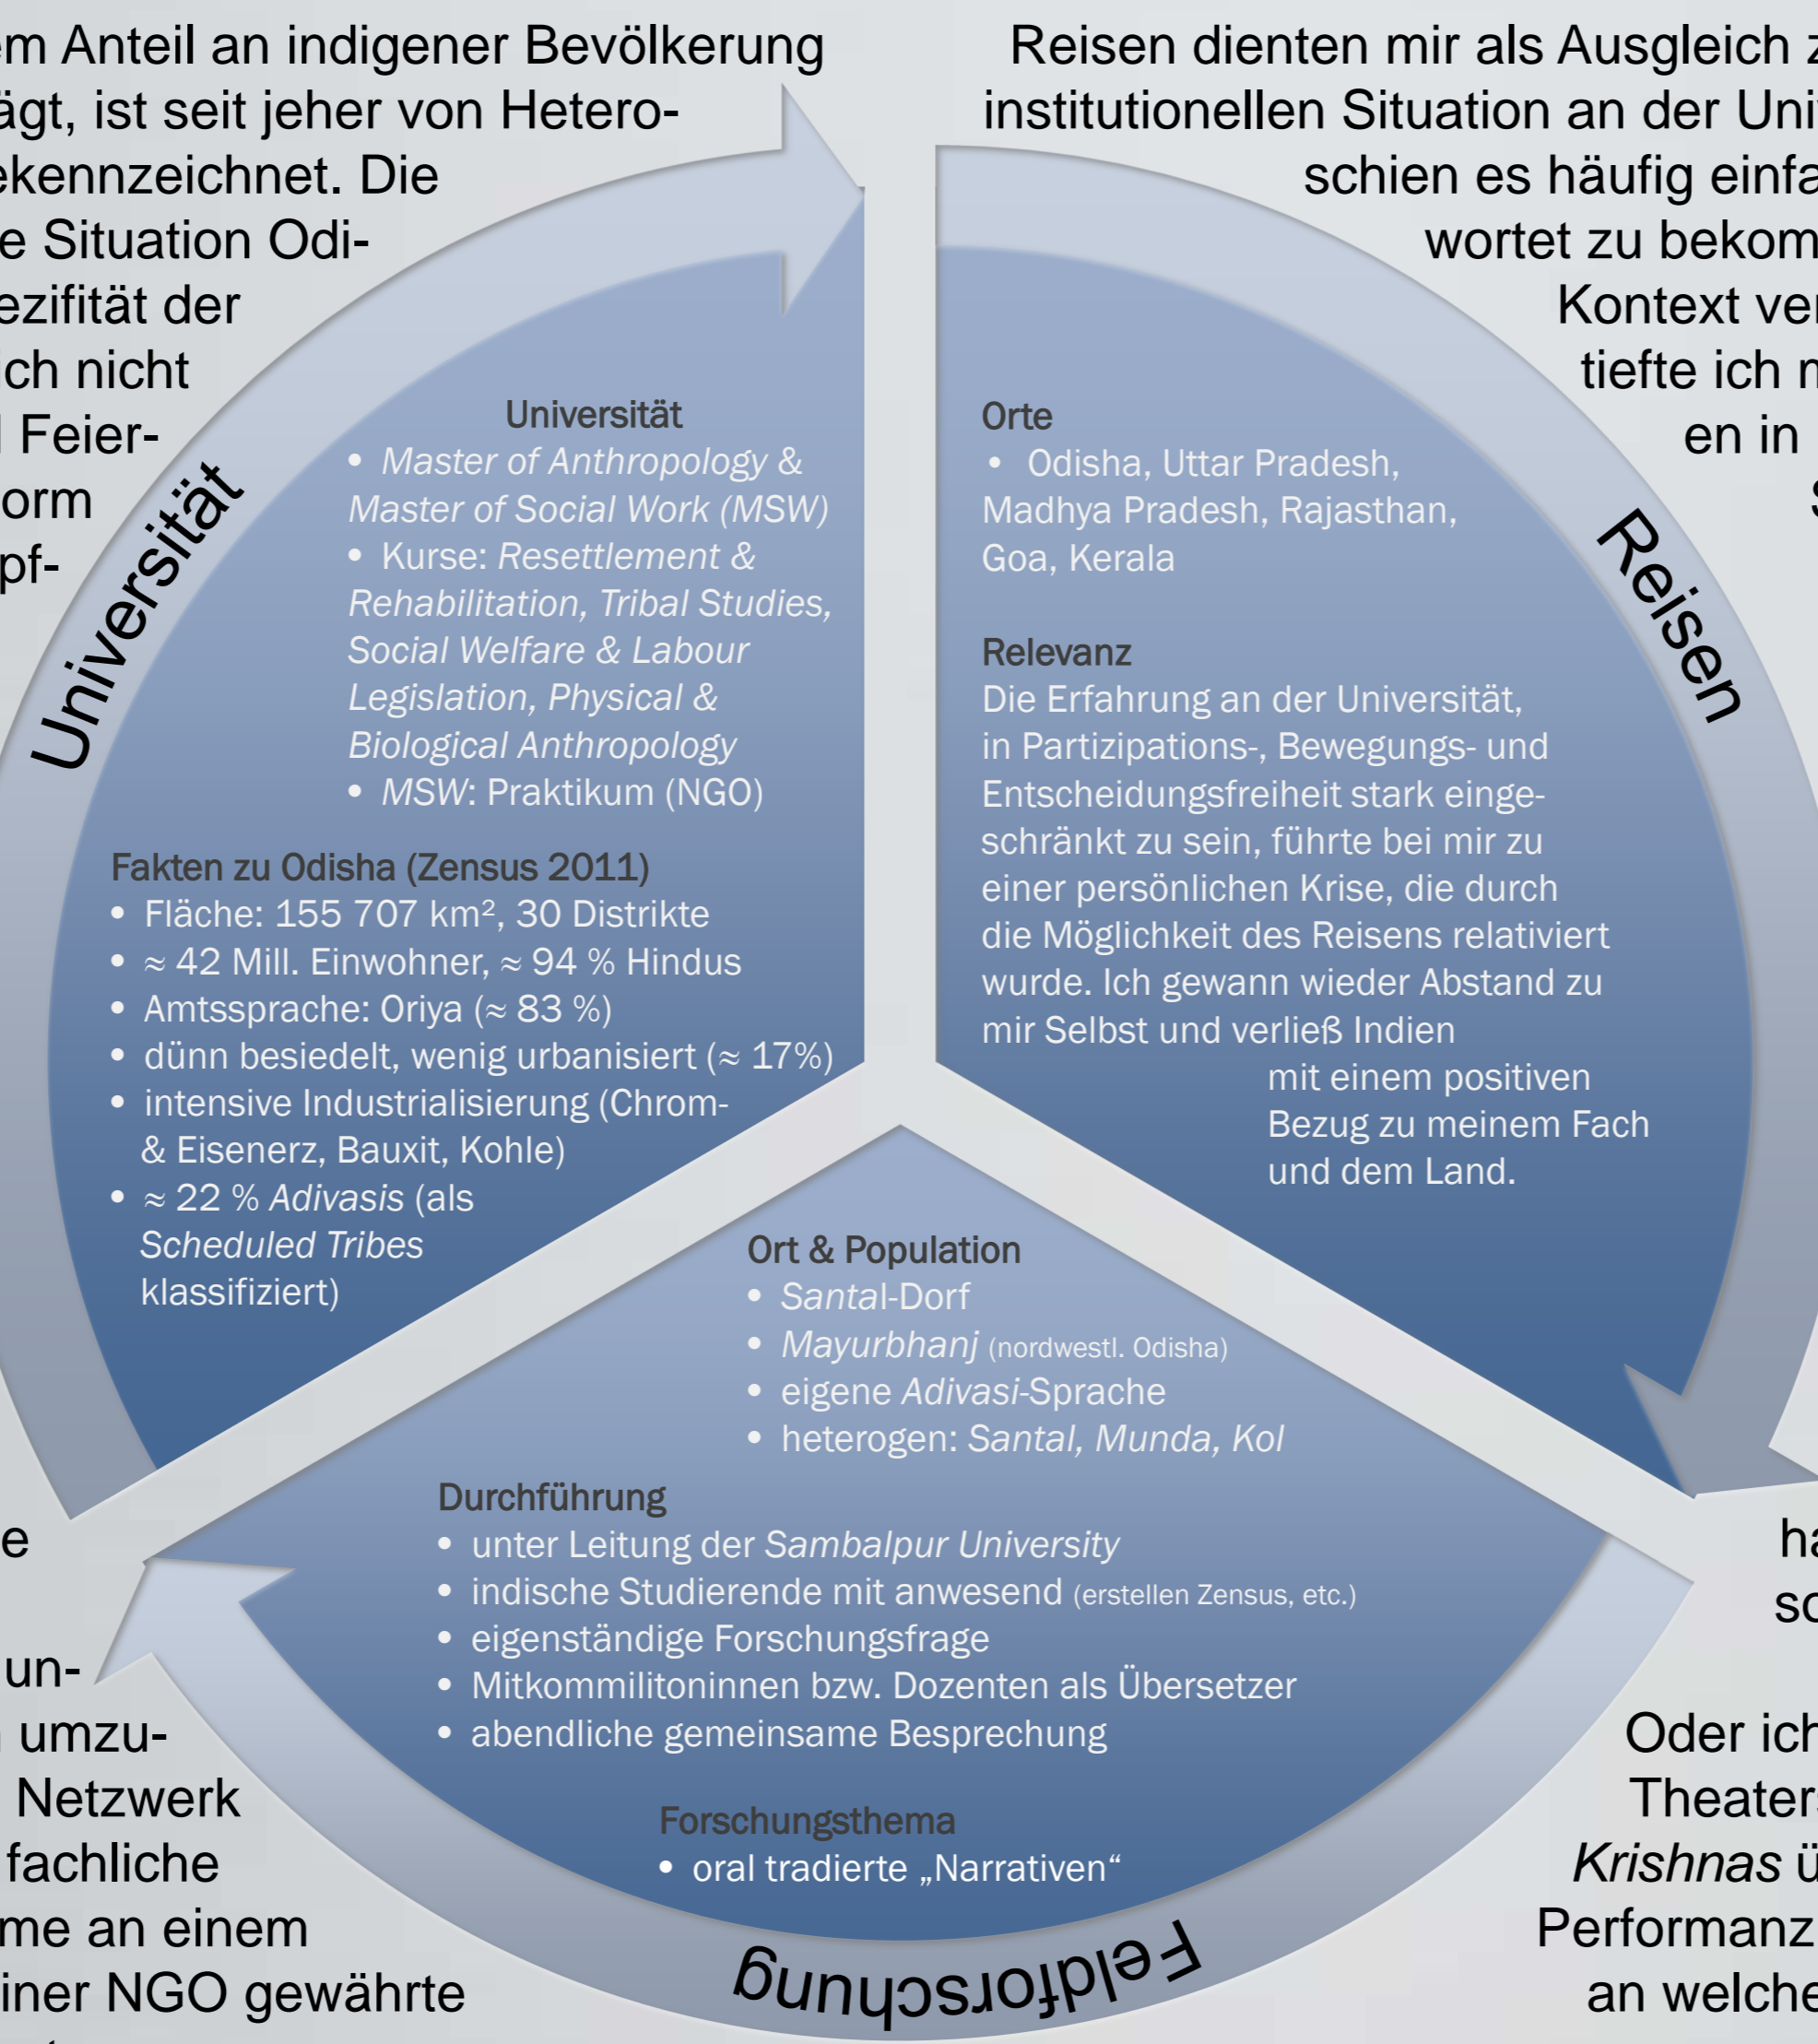 em Anteil an indigener Bevölkerung
ägt, ist seit jeher von Hetero-
ekennzeichnet. Die
e Situation Odi-
ezifität der
ich nicht
Feier-
orm
pf-
Reisen dienten mir als Ausgleich z
institutionellen Situation an der Uni
schien es häufig einfa
wortet zu bekom
Kontext ver
tiefte ich m
en in
S
Universität
Universität
• Master of Anthropology &
Master of Social Work (MSW)
• Kurse: Resettlement &
Rehabilitation, Tribal Studies,
Social Welfare & Labour
Legislation, Physical &
Biological Anthropology
• MSW: Praktikum (NGO)
Fakten zu Odisha (Zensus 2011)
• Fläche: 155 707 km², 30 Distrikte
• ≈ 42 Mill. Einwohner, ≈ 94 % Hindus
• Amtssprache: Oriya (≈ 83 %)
• dünn besiedelt, wenig urbanisiert (≈ 17%)
• intensive Industrialisierung (Chrom-
& Eisenerz, Bauxit, Kohle)
• ≈ 22 % Adivasis (als
Scheduled Tribes
klassifiziert)
Reisen
Orte
• Odisha, Uttar Pradesh,
Madhya Pradesh, Rajasthan,
Goa, Kerala
Relevanz
Die Erfahrung an der Universität,
in Partizipations-, Bewegungs- und
Entscheidungsfreiheit stark einge-
schränkt zu sein, führte bei mir zu
einer persönlichen Krise, die durch
die Möglichkeit des Reisens relativiert
wurde. Ich gewann wieder Abstand zu
mir Selbst und verließ Indien
mit einem positiven
Bezug zu meinem Fach
und dem Land.
Ort & Population
• Santal-Dorf
• Mayurbhanj (nordwestl. Odisha)
• eigene Adivasi-Sprache
• heterogen: Santal, Munda, Kol
Durchführung
• unter Leitung der Sambalpur University
• indische Studierende mit anwesend (erstellen Zensus, etc.)
• eigenständige Forschungsfrage
• Mitkommilitoninnen bzw. Dozenten als Übersetzer
• abendliche gemeinsame Besprechung
Forschungsthema
• oral tradierte „Narrativen“
Feldforschung
e
un-
umzu-
Netzwerk
fachliche
me an einem
iner NGO gewährte
ha
sc
Oder ich
Theaters
Krishnas ü
Performanz
an welche